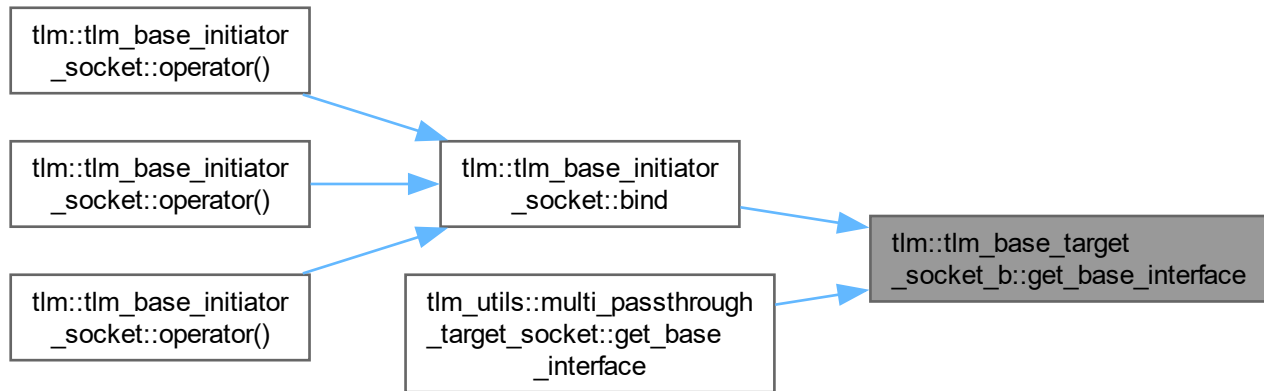 tlm::tlm_base_initiator
_socket::operator()
tlm::tlm_base_initiator
_socket::operator()
tlm::tlm_base_initiator
_socket::operator()
tlm::tlm_base_initiator
_socket::bind
tlm_utils::multi_passthrough
_target_socket::get_base
_interface
tlm::tlm_base_target
_socket_b::get_base_interface